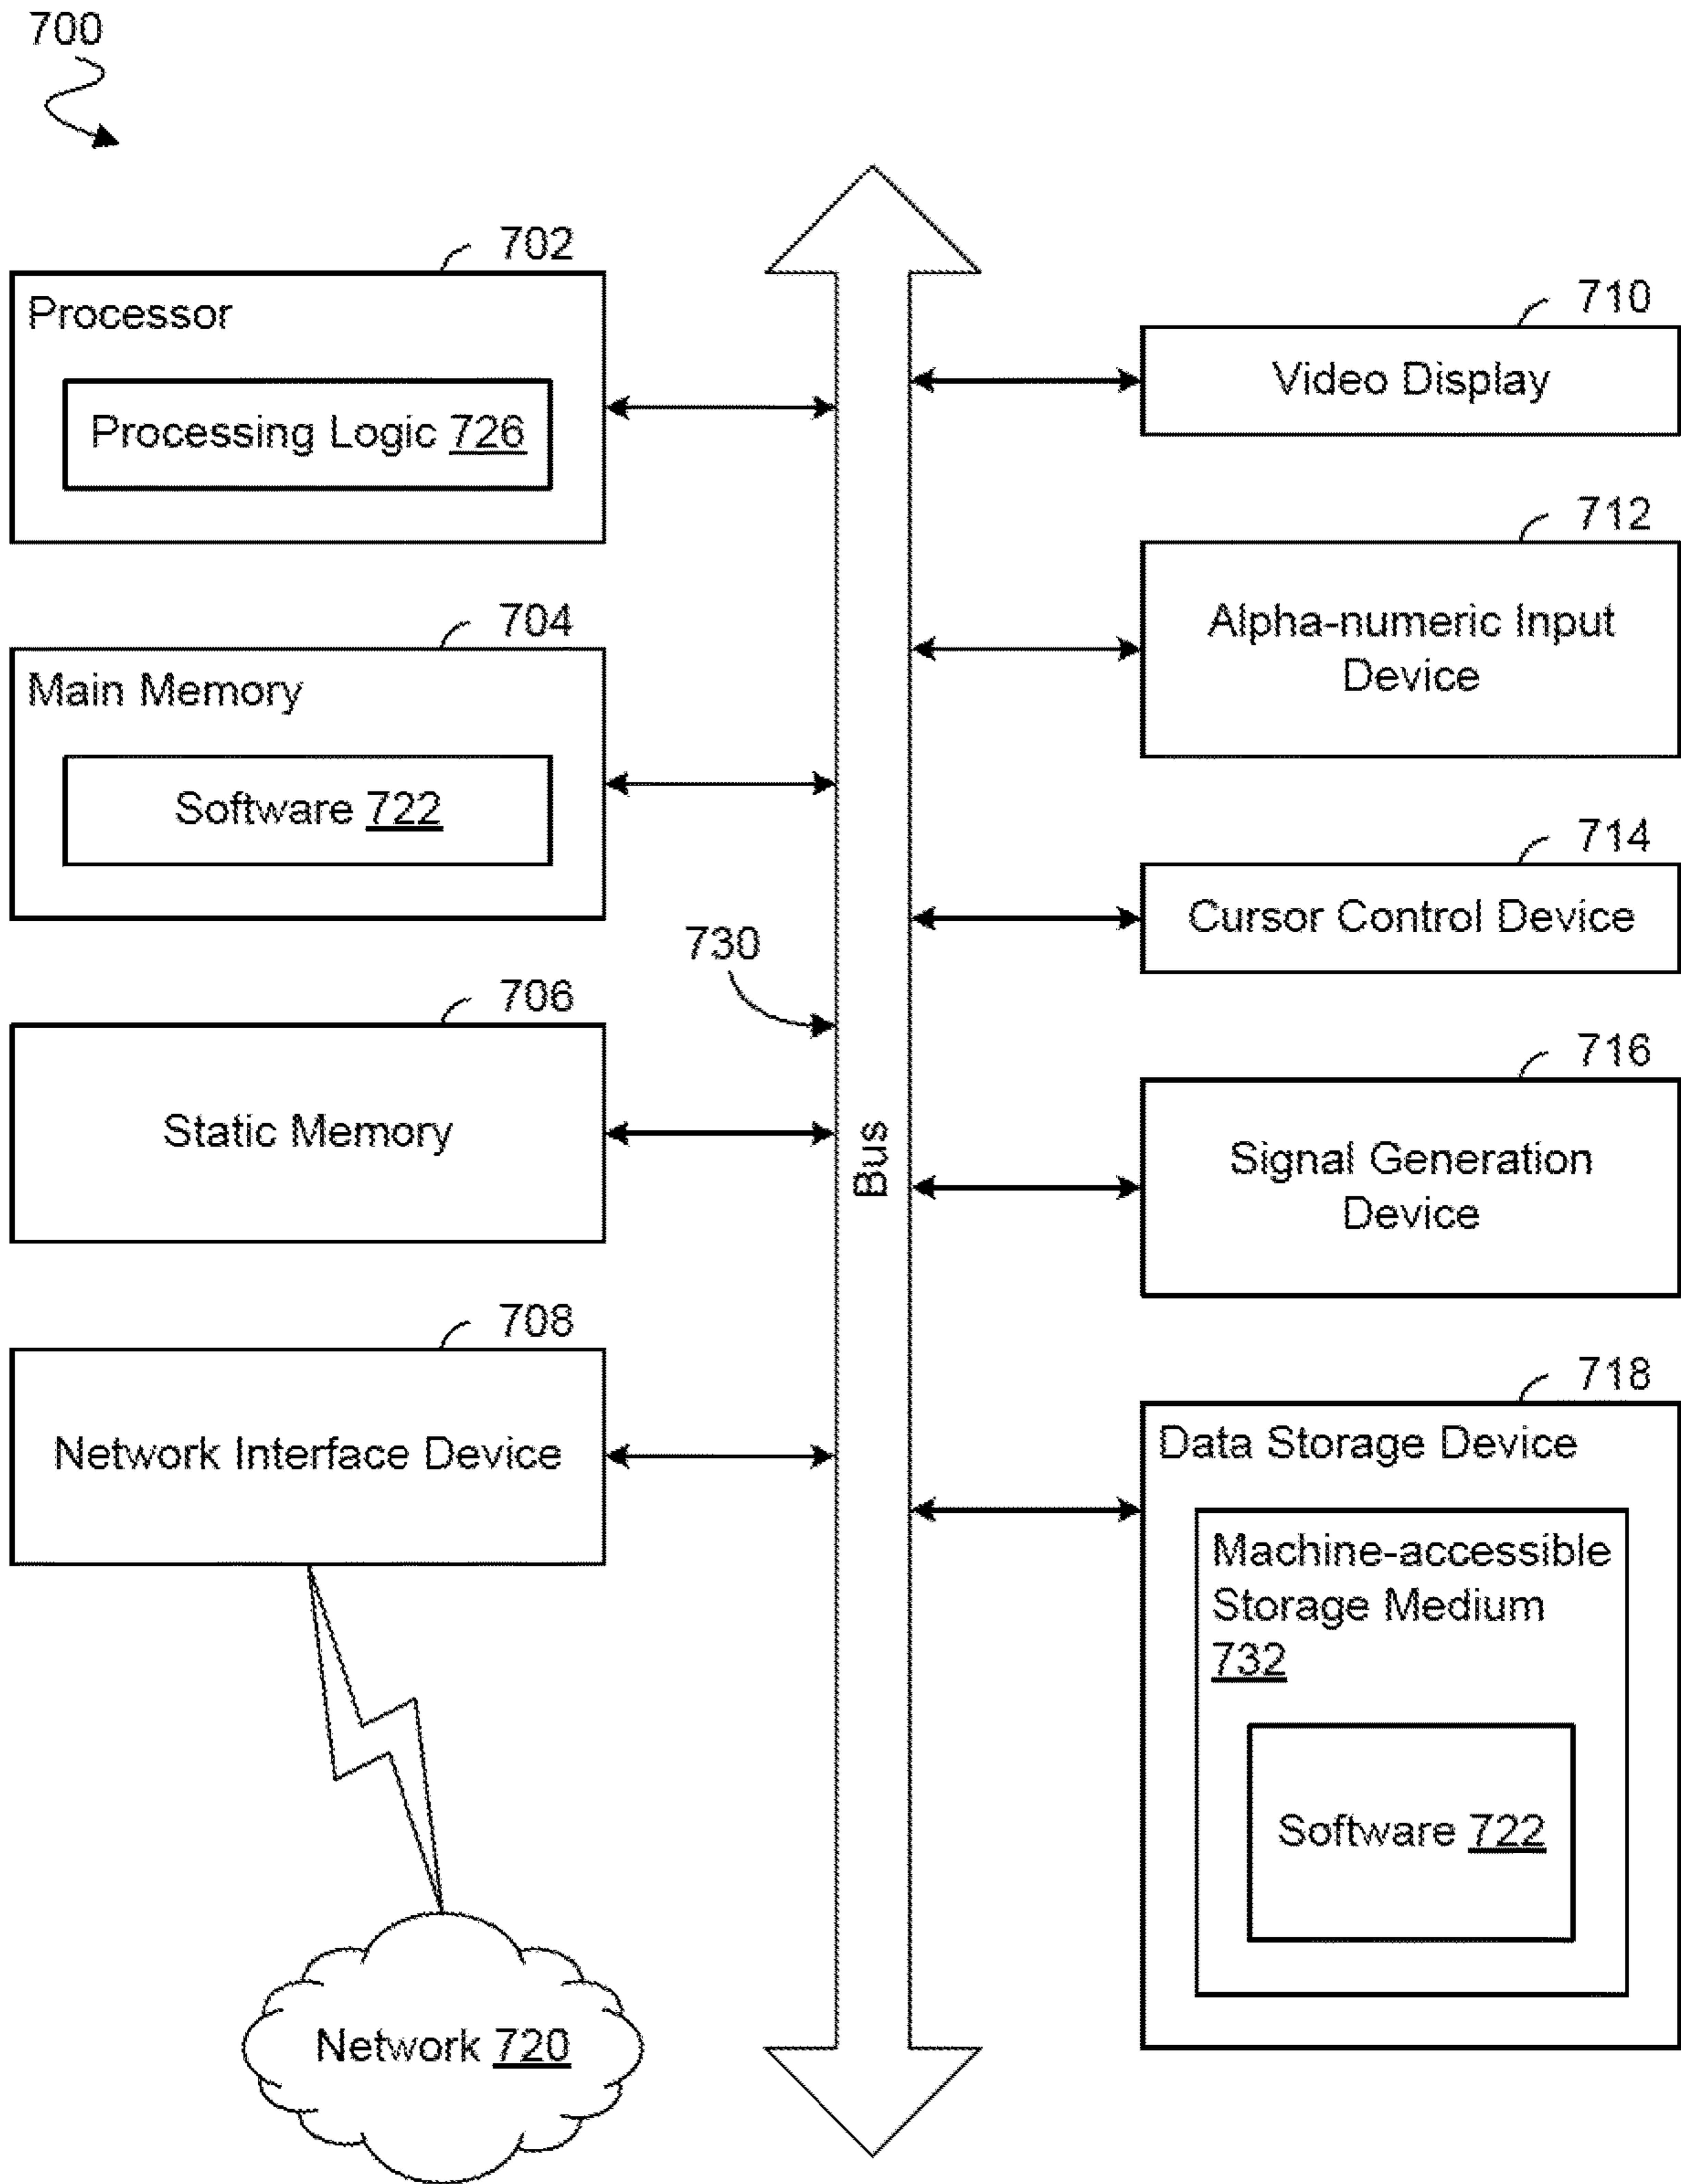 700
702
Processor
Processing Logic 726
704
Main Memory
Software 722
706
Static Memory
708
Network Interface Device
Network 720
730
Bus
710
Video Display
712
Alpha-numeric Input
Device
714
Cursor Control Device
716
Signal Generation
Device
718
Data Storage Device
Machine-accessible
Storage Medium
732
Software 722